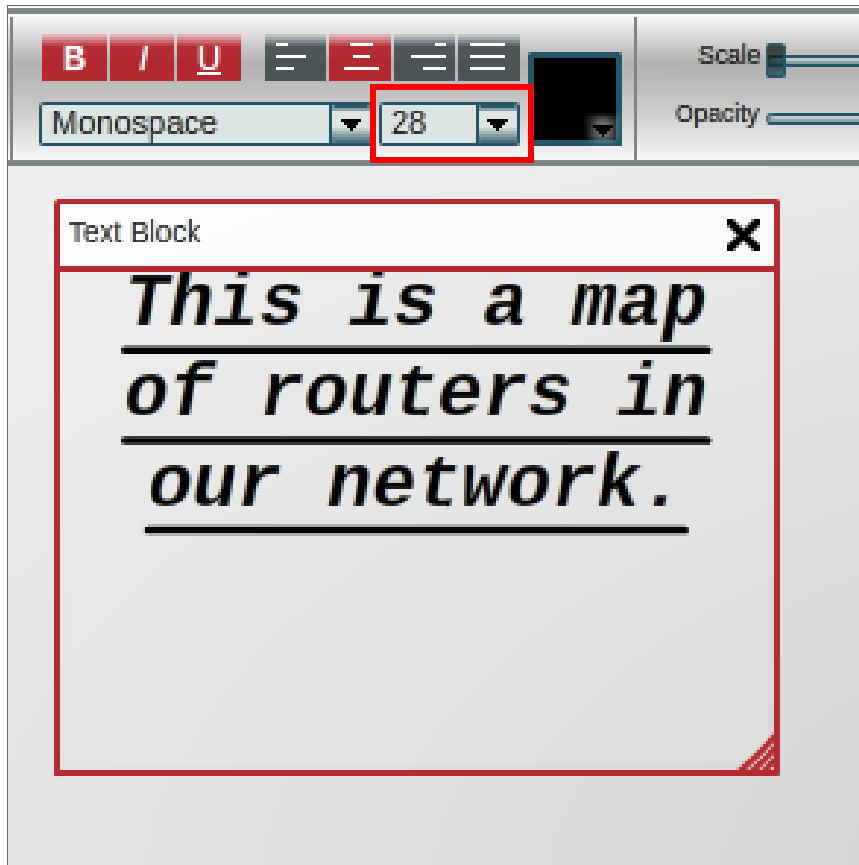 B I U
Scale
Monospace 28
Opacity
Text Block
This is a map
of routers in
our network.